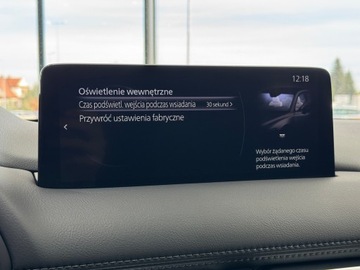 12:18
Oświetlenie wewnętrzne
Czas podświetl. wejścia podczas wsiadania 30 sekund
Przywróć ustawienia fabryczne
Wybór żądanego czasu
podświetlenia wejścia
podczas wsiadania.